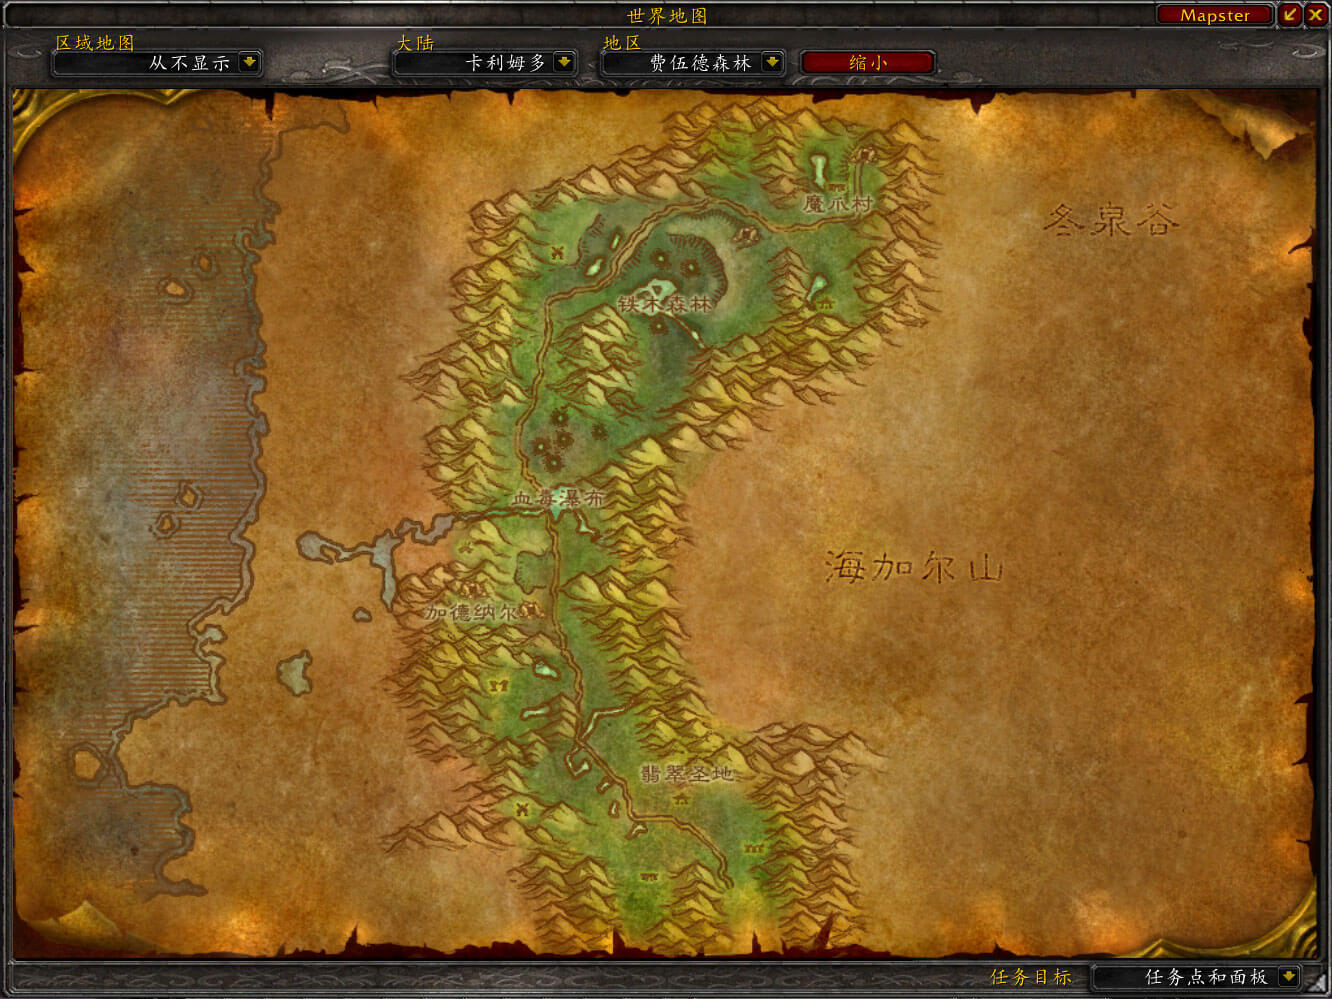 世界地图
Mapster
区域地图
大陆
地区
从不显示
卡利姆多
费伍德森林
缩小
魔爪村
冬泉谷
铁木森林
血毒瀑布
海加尔山
加德纳尔
翡翠圣地
任务目标
任务点和面板